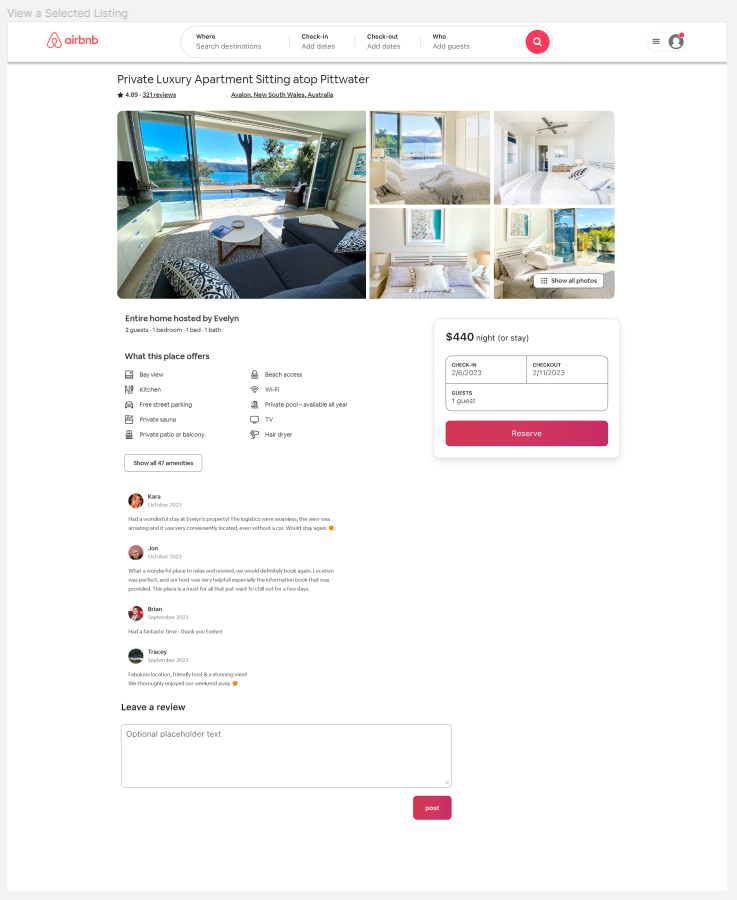 View a Selected Listing
airbnb
Where
Search destinations
Check-in
Add dates
Check-out
Add dates
Who
Add guests
Private Luxury Apartment Sitting atop Pittwater
4.89 · 321 reviews
Avalon, New South Wales, Australia
Show all photos
Entire home hosted by Evelyn
2 guests · 1 bedroom · 1 bed · 1 bath
$440 night (or stay)
CHECK-IN
2/6/2023
CHECKOUT
2/11/2023
GUESTS
1 guest
Reserve
What this place offers
Bay view
Beach access
Kitchen
Wi-Fi
Free street parking
Private pool – available all year
Private sauna
TV
Private patio or balcony
Hair dryer
Show all 47 amenities
Kara
October 2023
Had a wonderful stay at Evelyn's property! The logistics were seamless, the view was
amazing and it was very conveniently located, even without a car. Would stay again 😊.
Jon
October 2023
What a wonderful place to relax and unwind, we would definitely book again. Location
was perfect, and our host was very helpful especially the information book that was
provided. This place is a must for all that just want to chill out for a few days.
Brian
September 2023
Had a fantastic time - thank you Evelyn!
Tracey
September 2023
Fabulous location, friendly host & a stunning view!
We thoroughly enjoyed our weekend away 😊
Leave a review
Optional placeholder text
post